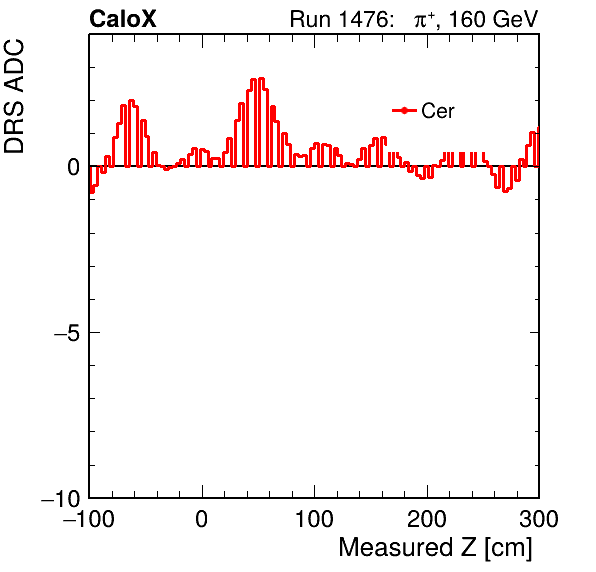 CaloX
Run 1476: π⁺, 160 GeV
DRS ADC
Cer
0
−5
−10
−100 0 100 200 300
Measured Z [cm]